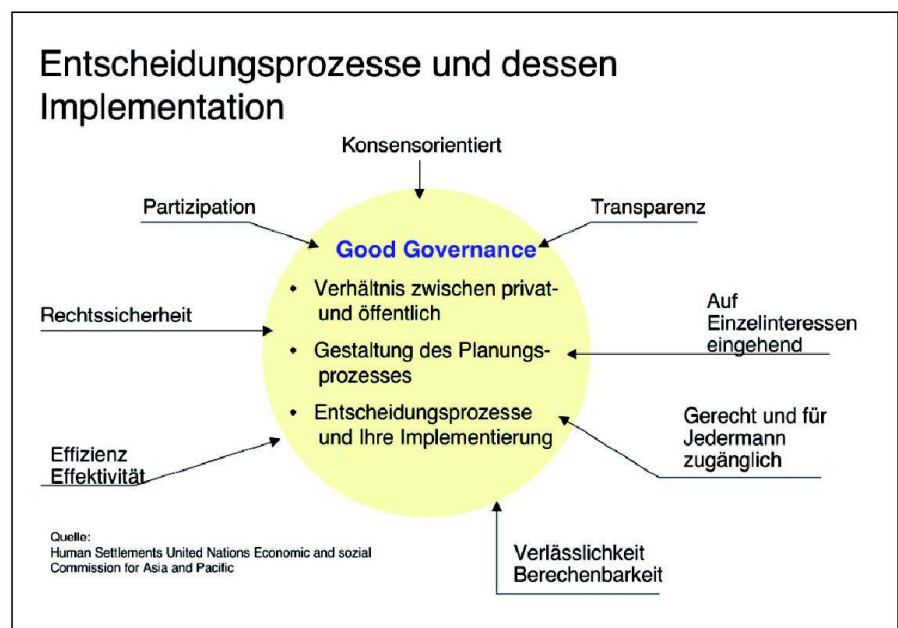 Entscheidungsprozesse und dessen
Implementation
Konsensorientiert
Partizipation
Transparenz
Good Governance
• Verhältnis zwischen privat-
und öffentlich
• Gestaltung des Planungs-
prozesses
• Entscheidungsprozesse
und Ihre Implementierung
Rechtssicherheit
Auf
Einzelinteressen
eingehend
Gerecht und für
Jedermann
zugänglich
Effizienz
Effektivität
Verlässlichkeit
Berechenbarkeit
Quelle:
Human Settlements United Nations Economic and sozial
Commission for Asia and Pacific